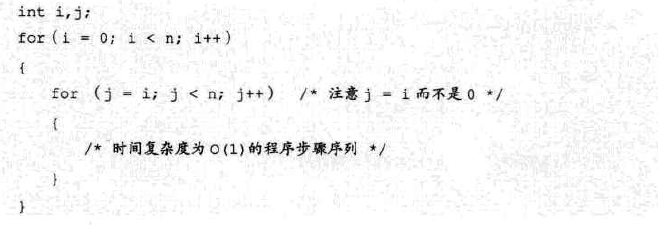 int i,j;
for (i = 0; i < n; i++)
{
for (j = i; j < n; j++) /* 注意 j = i 而不是 0 */
{
/* 时间复杂度为 O(1)的程序步骤序列 */
}
}